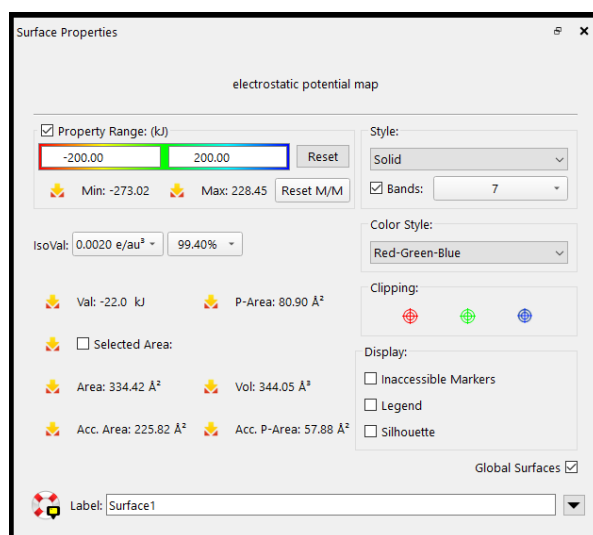 Surface Properties
electrostatic potential map
Property Range: (kJ)
-200.00 200.00 Reset
Min: -273.02 Max: 228.45 Reset M/M
Style:
Solid
Bands: 7
IsoVal: 0.0020 e/au³ 99.40%
Color Style:
Red-Green-Blue
Val: -22.0 kJ P-Area: 80.90 Å²
Clipping:
Selected Area:
Area: 334.42 Å² Vol: 344.05 Å³
Acc. Area: 225.82 Å² Acc. P-Area: 57.88 Å²
Display:
Inaccessible Markers
Legend
Silhouette
Global Surfaces
Label: Surface1